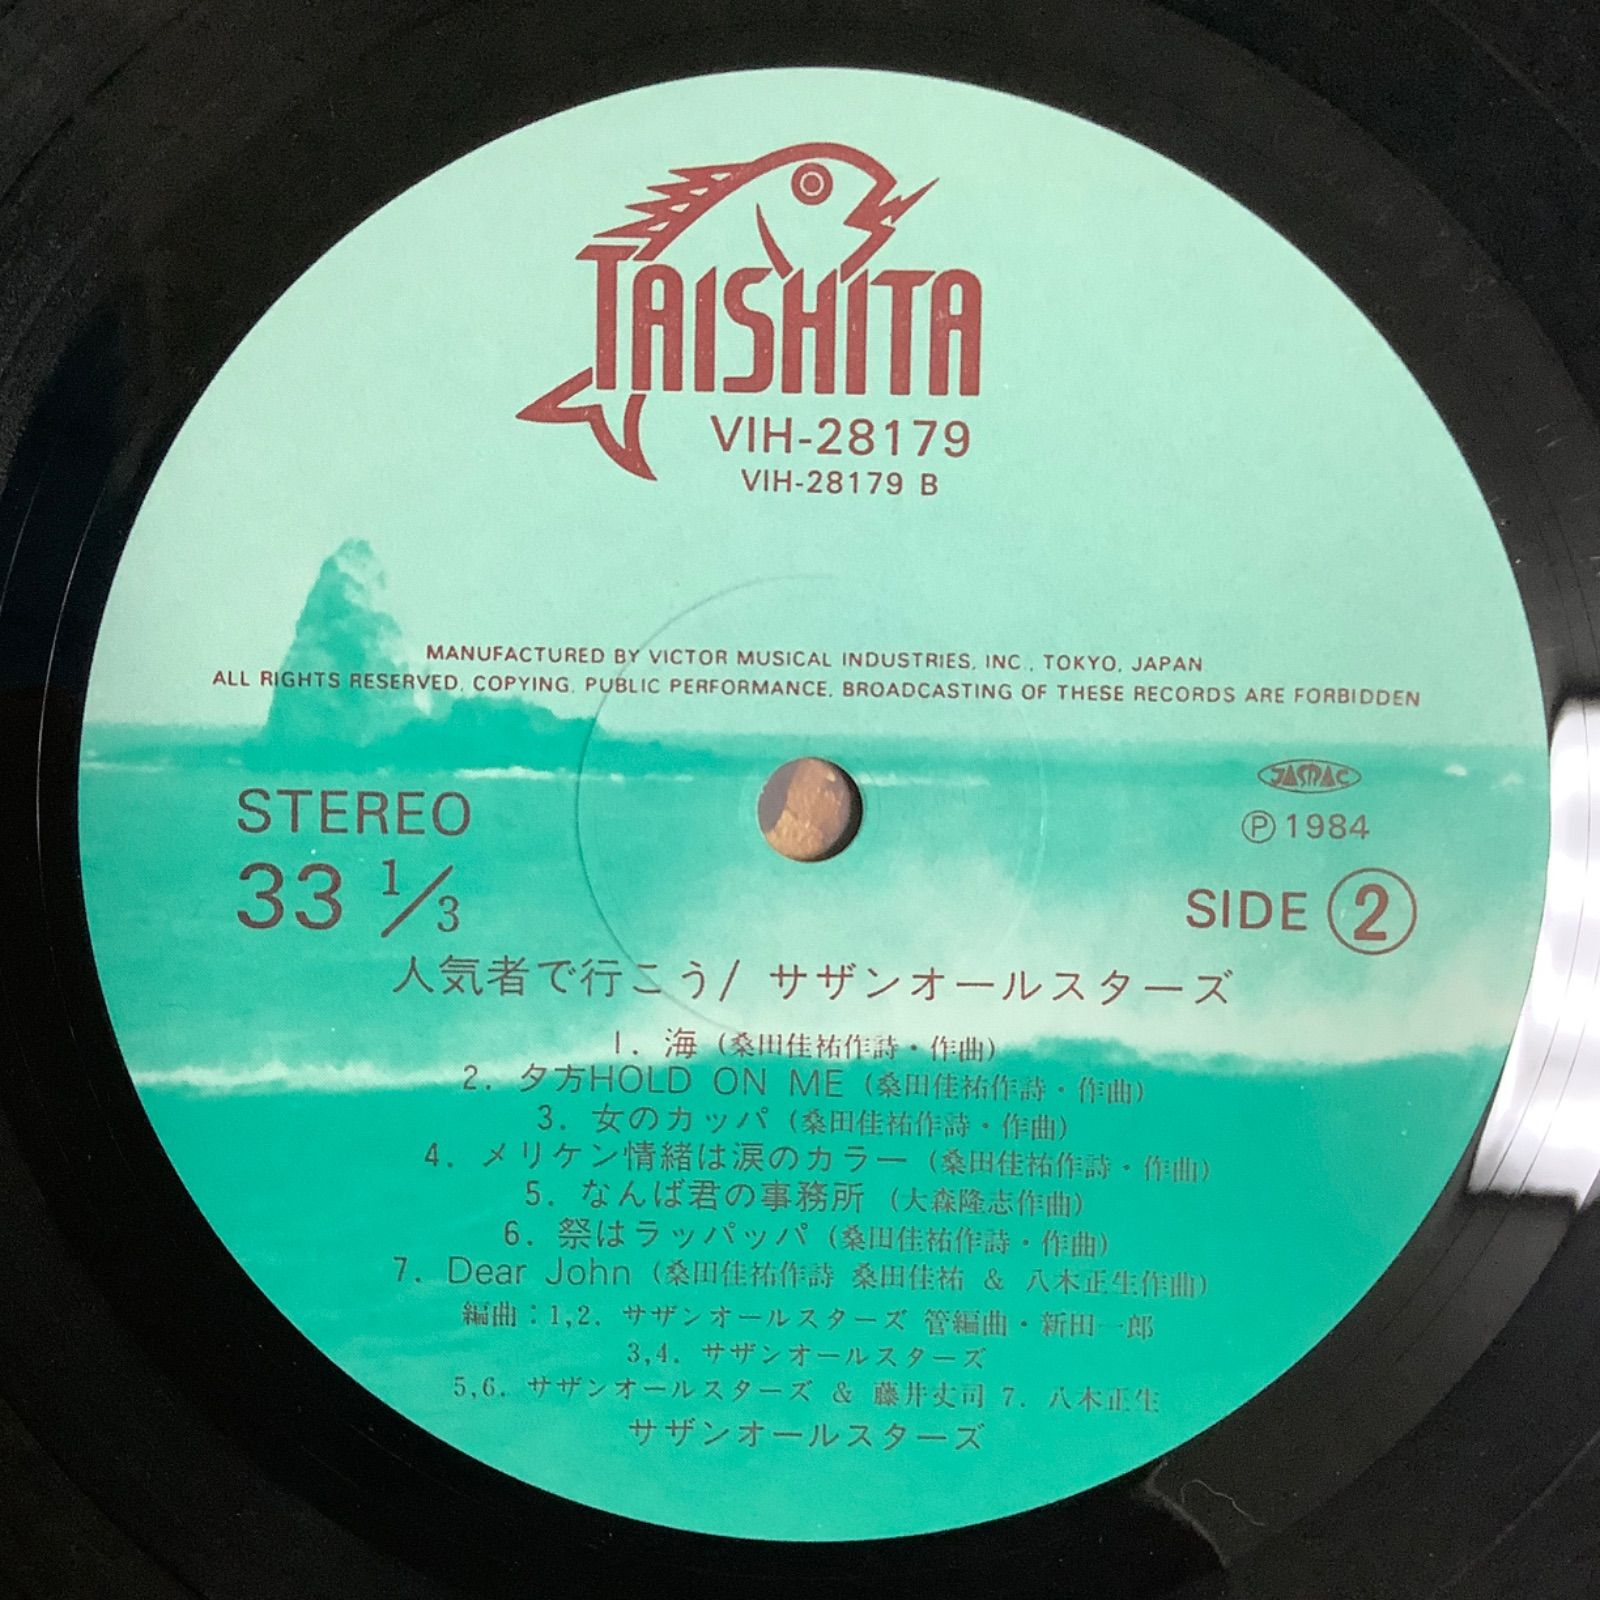 TAISHITA
VIH-28179
VIH-28179 B
MANUFACTURED BY VICTOR MUSICAL INDUSTRIES, INC., TOKYO, JAPAN
ALL RIGHTS RESERVED. COPYING. PUBLIC PERFORMANCE. BROADCASTING OF THESE RECORDS ARE FORBIDDEN
JASRAC
STEREO
Ⓟ 1984
33 1/3
SIDE ②
人気者で行こう/ サザンオールスターズ
1. 海 (桑田佳祐作詩・作曲)
2. 夕方HOLD ON ME (桑田佳祐作詩・作曲)
3. 女のカッパ (桑田佳祐作詩・作曲)
4. メリケン情緒は涙のカラー (桑田佳祐作詩・作曲)
5. なんば君の事務所 (大森隆志作曲)
6. 祭はラッパッパ (桑田佳祐作詩・作曲)
7. Dear John (桑田佳祐作詩 桑田佳祐 & 八木正生作曲)
編曲：1,2. サザンオールスターズ 管編曲・新田一郎
3,4. サザンオールスターズ
5,6. サザンオールスターズ & 藤井丈司 7. 八木正生
サザンオールスターズ